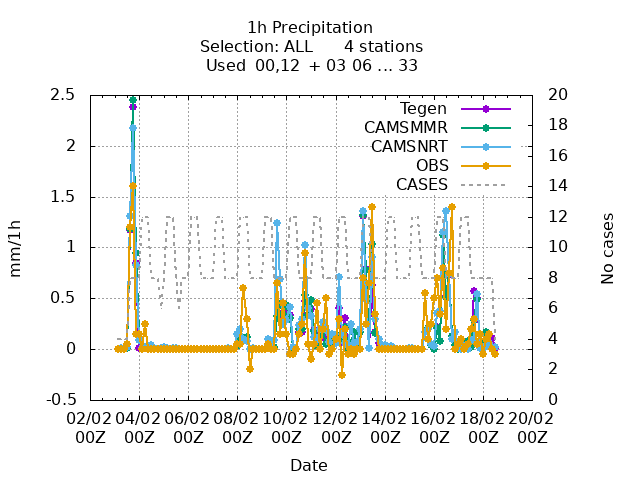 1h Precipitation
Selection: ALL 4 stations
Used 00,12 + 03 06 ... 33
Tegen
CAMSMMR
CAMSNRT
OBS
CASES
2.5
2
1.5
1
0.5
0
-0.5
mm/1h
20
18
16
14
12
10
8
6
4
2
0
No cases
02/02 04/02 06/02 08/02 10/02 12/02 14/02 16/02 18/02 20/02
00Z 00Z 00Z 00Z 00Z 00Z 00Z 00Z 00Z 00Z
Date